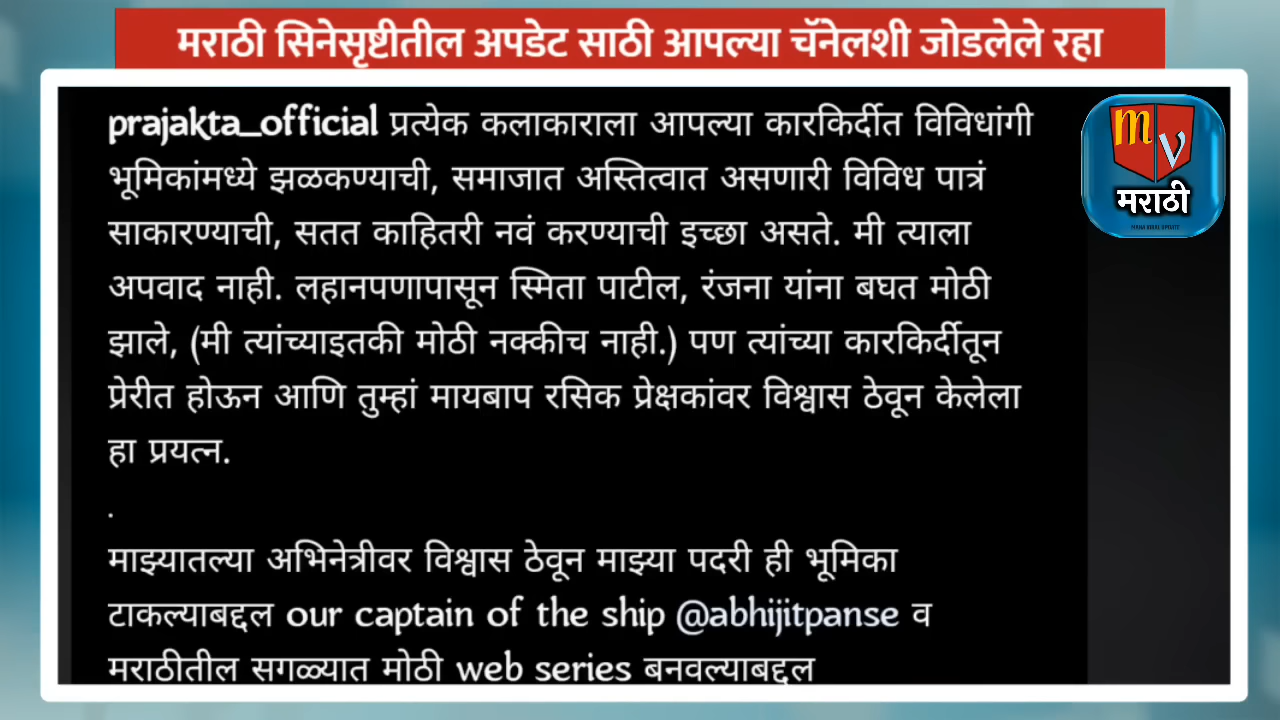 मराठी सिनेसृष्टीतील अपडेट साठी आपल्या चॅनेलशी जोडलेले रहा
prajakta_official प्रत्येक कलाकाराला आपल्या कारकिर्दीत विविधांगी
भूमिकांमध्ये झळकण्याची, समाजात अस्तित्वात असणारी विविध पात्रं
साकारण्याची, सतत काहितरी नवं करण्याची इच्छा असते. मी त्याला
अपवाद नाही. लहानपणापासून स्मिता पाटील, रंजना यांना बघत मोठी
झाले, (मी त्यांच्याइतकी मोठी नक्कीच नाही.) पण त्यांच्या कारकिर्दीतून
प्रेरीत होऊन आणि तुम्हां मायबाप रसिक प्रेक्षकांवर विश्वास ठेवून केलेला
हा प्रयत्न.
.
माझ्यातल्या अभिनेत्रीवर विश्वास ठेवून माझ्या पदरी ही भूमिका
टाकल्याबद्दल our captain of the ship @abhijitpanse व
मराठीतील सगळ्यात मोठी web series बनवल्याबद्दल
MV
मराठी